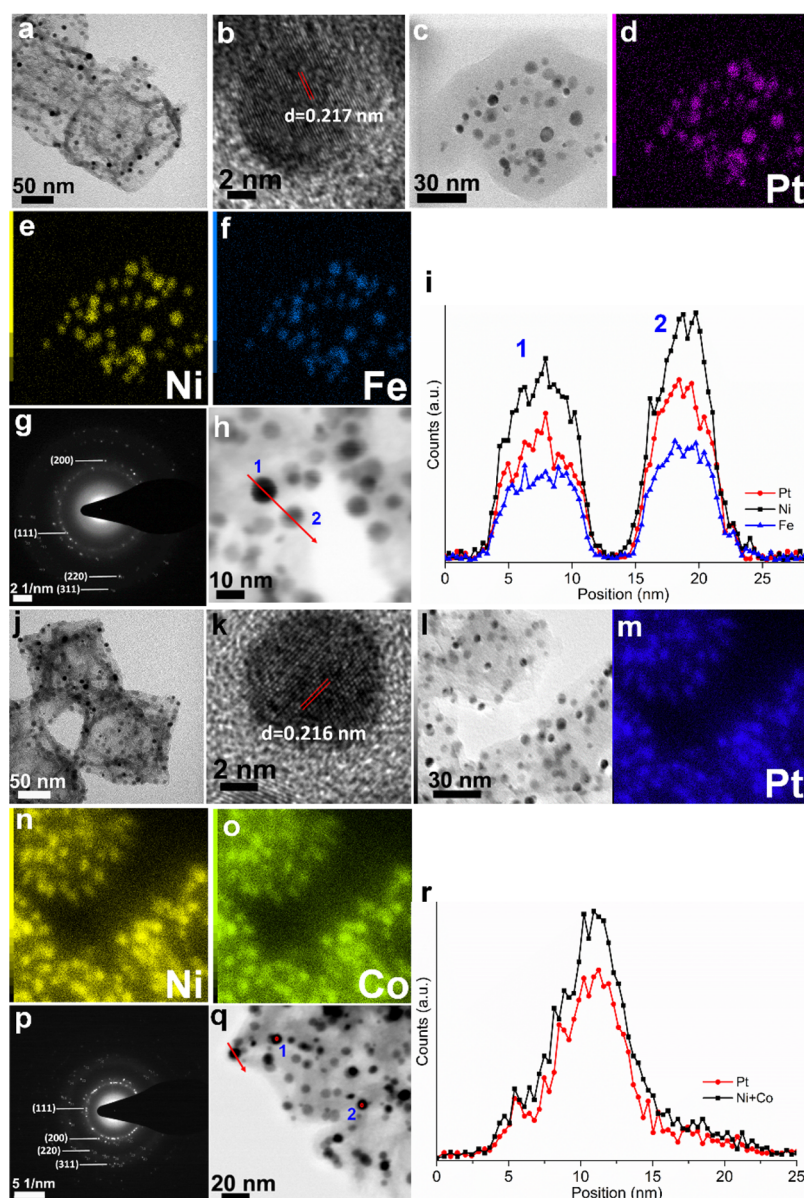 a
50 nm
b
d=0.217 nm
2 nm
c
30 nm
d
Pt
e
Ni
f
Fe
g
(200)
(111)
(220)
(311)
2 1/nm
h
1
2
10 nm
i
1
2
Counts (a.u.)
Pt
Ni
Fe
0 5 10 15 20 25
Position (nm)
j
50 nm
k
d=0.216 nm
2 nm
l
30 nm
m
Pt
n
Ni
o
Co
p
(111)
(200)
(220)
(311)
5 1/nm
q
1
2
20 nm
r
Counts (a.u.)
Pt
Ni+Co
0 5 10 15 20 25
Position (nm)